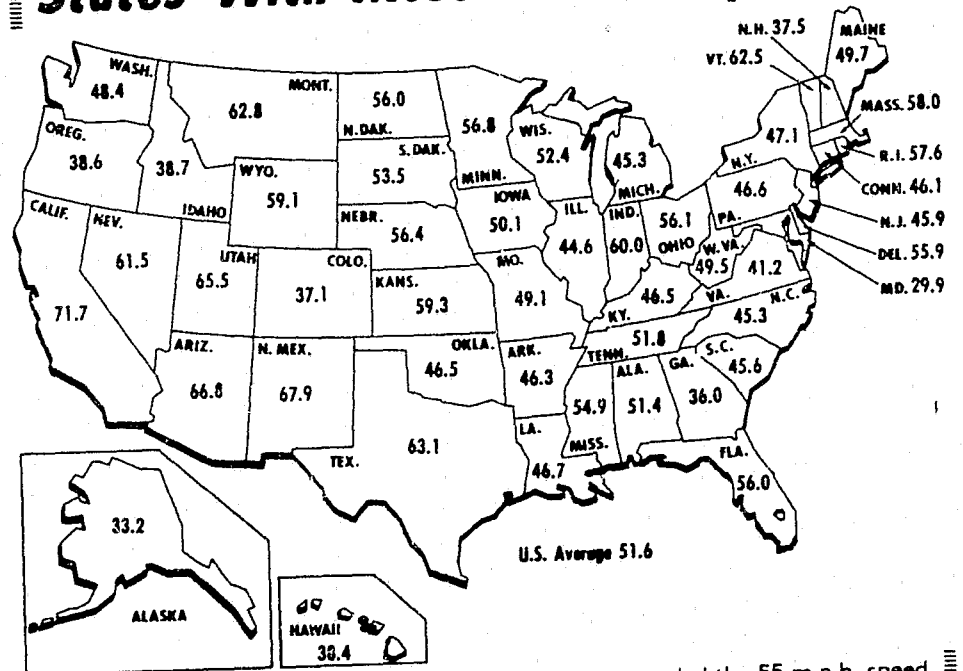 States With
N.H. 37.5
MAINE
49.7
VT. 62.5
WASH.
48.4
MONT.
62.8
56.0
N.DAK.
56.8
MINN.
WIS.
52.4
45.3
MICH.
47.1
N.Y.
MASS. 58.0
R.I. 57.6
CONN. 46.1
N.J. 45.9
DEL. 55.9
MD. 29.9
OREG.
38.6
38.7
IDAHO
WYO.
59.1
S.DAK.
53.5
IOWA
50.1
NEBR.
56.4
ILL.
44.6
IND.
60.0
56.1
OHIO
46.6
PA.
W.VA.
49.5
41.2
VA.
CALIF.
71.7
NEV.
61.5
UTAH
65.5
COLO.
37.1
KANS.
59.3
MO.
49.1
46.5
KY.
N.C.
45.3
51.8
TENN.
ARIZ.
66.8
N. MEX.
67.9
OKLA.
46.5
ARK.
46.3
S.C.
45.6
GA.
36.0
ALA.
51.4
54.9
MISS.
LA.
46.7
TEX.
63.1
FLA.
56.0
33.2
ALASKA
HAWAII
U.S. Average 51.6
the 55 m.p.h. speed